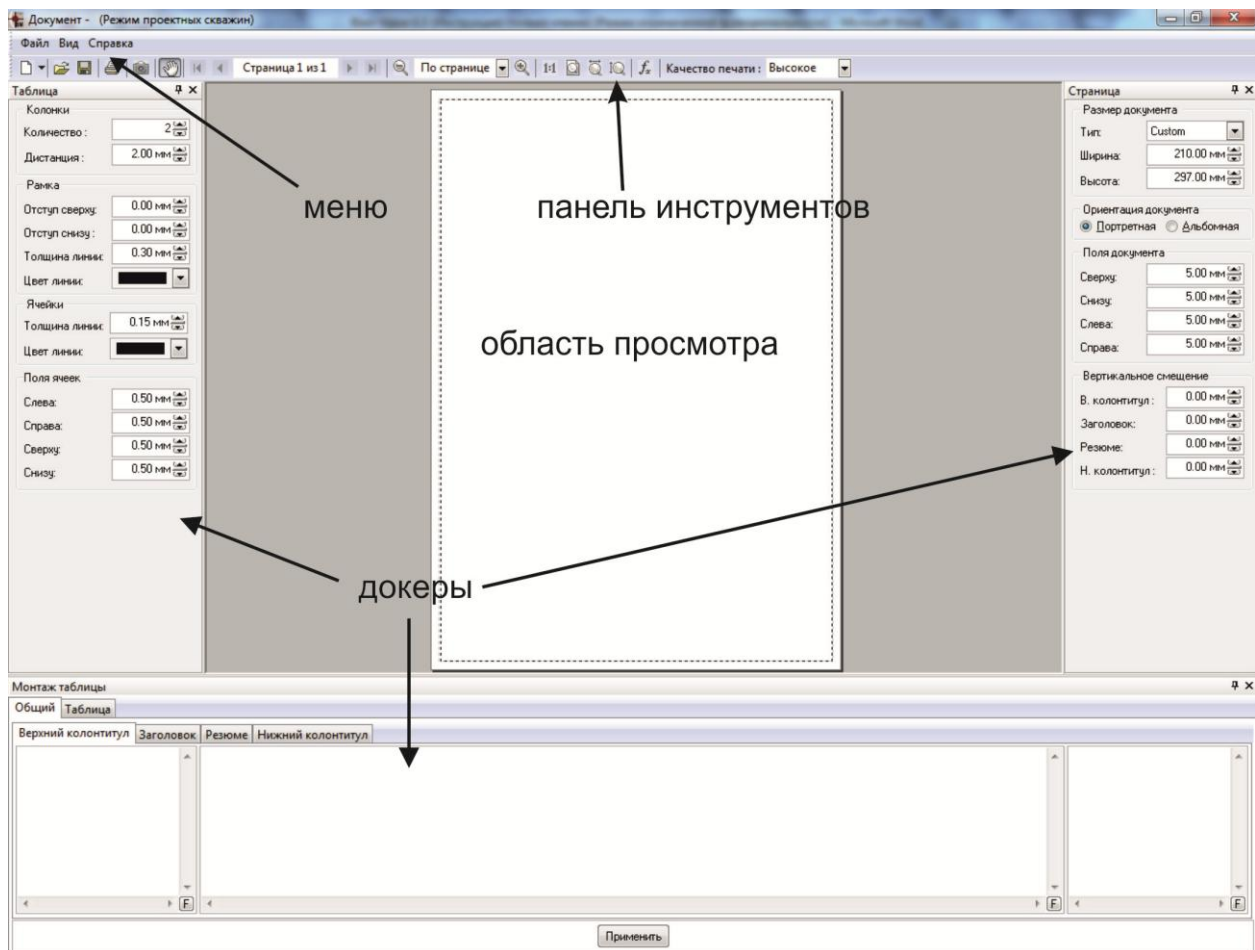 Документ - (Режим проектных скважин)
Файл Вид Справка
Страница 1 из 1 По странице 1:1 Качество печати: Высокое
Таблица
Колонки
Количество: 2
Дистанция: 2.00 мм
Рамка
Отступ сверху: 0.00 мм
Отступ снизу: 0.00 мм
Толщина линии: 0.30 мм
Цвет линии:
Ячейки
Толщина линии: 0.15 мм
Цвет линии:
Поля ячеек
Слева: 0.50 мм
Справа: 0.50 мм
Сверху: 0.50 мм
Снизу: 0.50 мм
меню
панель инструментов
область просмотра
докеры
Страница
Размер документа
Тип: Custom
Ширина: 210.00 мм
Высота: 297.00 мм
Ориентация документа
Портретная Альбомная
Поля документа
Сверху: 5.00 мм
Снизу: 5.00 мм
Слева: 5.00 мм
Справа: 5.00 мм
Вертикальное смещение
В. колонтитул: 0.00 мм
Заголовок: 0.00 мм
Резюме: 0.00 мм
Н. колонтитул: 0.00 мм
Монтаж таблицы
Общий Таблица
Верхний колонтитул Заголовок Резюме Нижний колонтитул
F F F
Применить